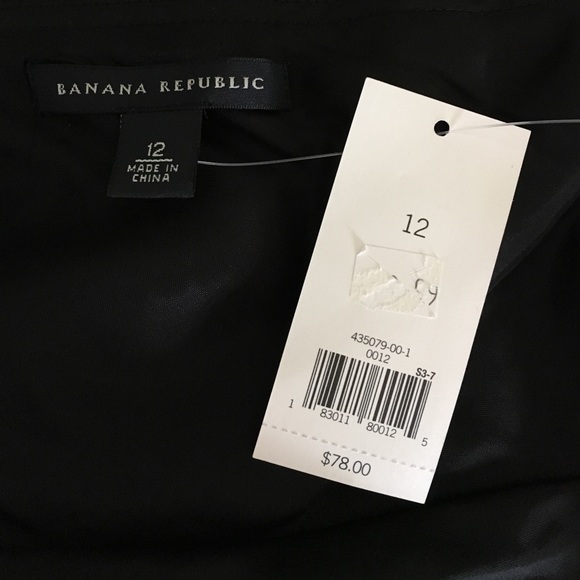 BANANA REPUBLIC
12
MADE IN
CHINA
12
99
435079-00-1
0012
S3-7
1 83011 80012 5
$78.00